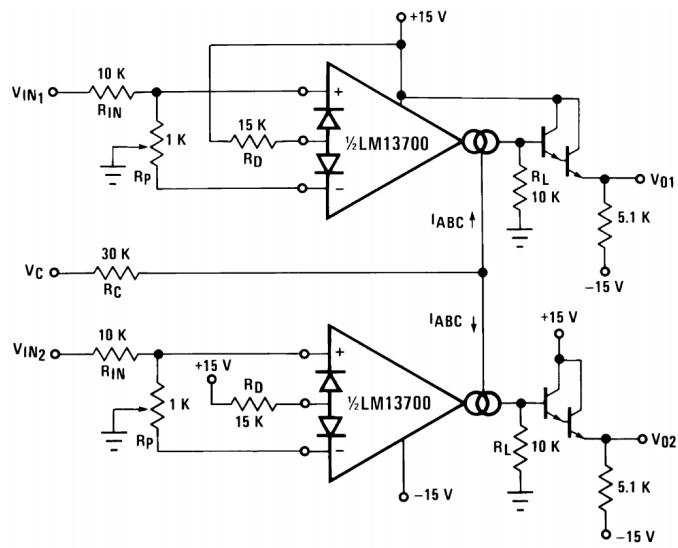 +15 V
10 K
VIN1
RIN
+
1 K
15 K
½LM13700
RD
RP
−
RL
10 K
VO1
IABC
5.1 K
−15 V
30 K
VC
RC
+15 V
IABC
10 K
VIN2
RIN
+
+15 V
RD
1 K
½LM13700
15 K
RP
−
RL
10 K
VO2
−15 V
5.1 K
−15 V